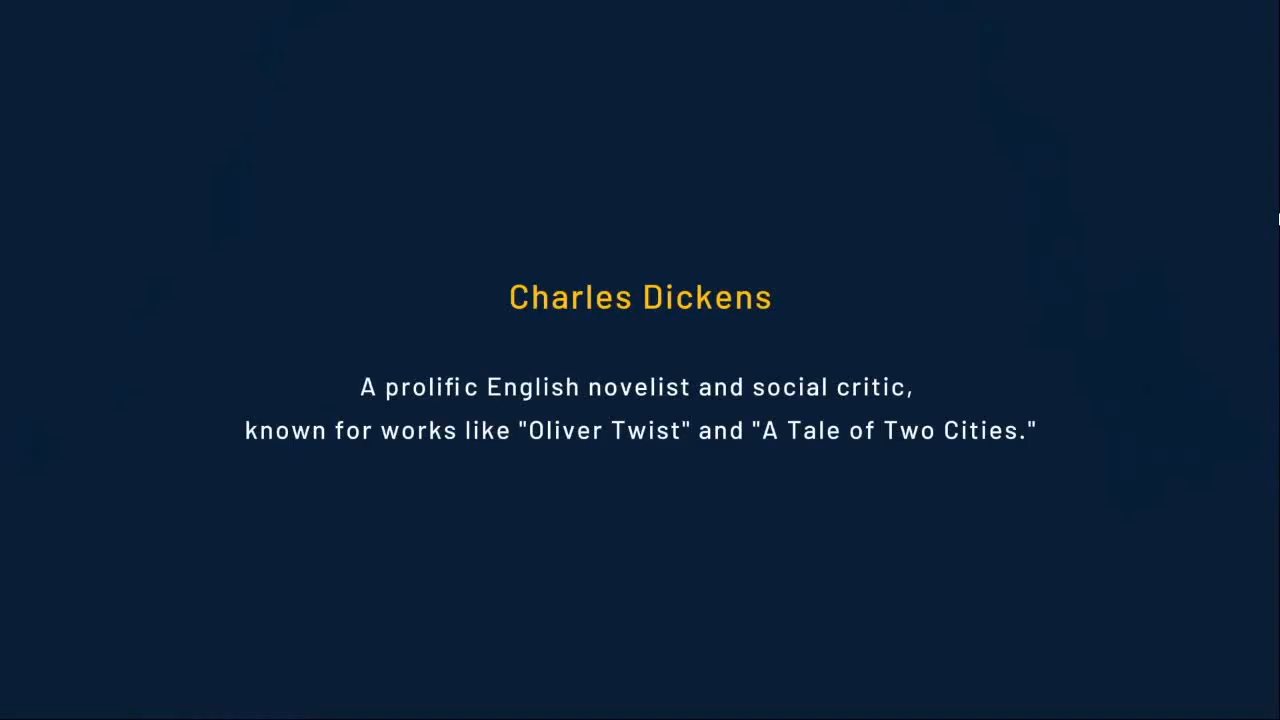 Charles Dickens
A prolific English novelist and social critic,
known for works like "Oliver Twist" and "A Tale of Two Cities."